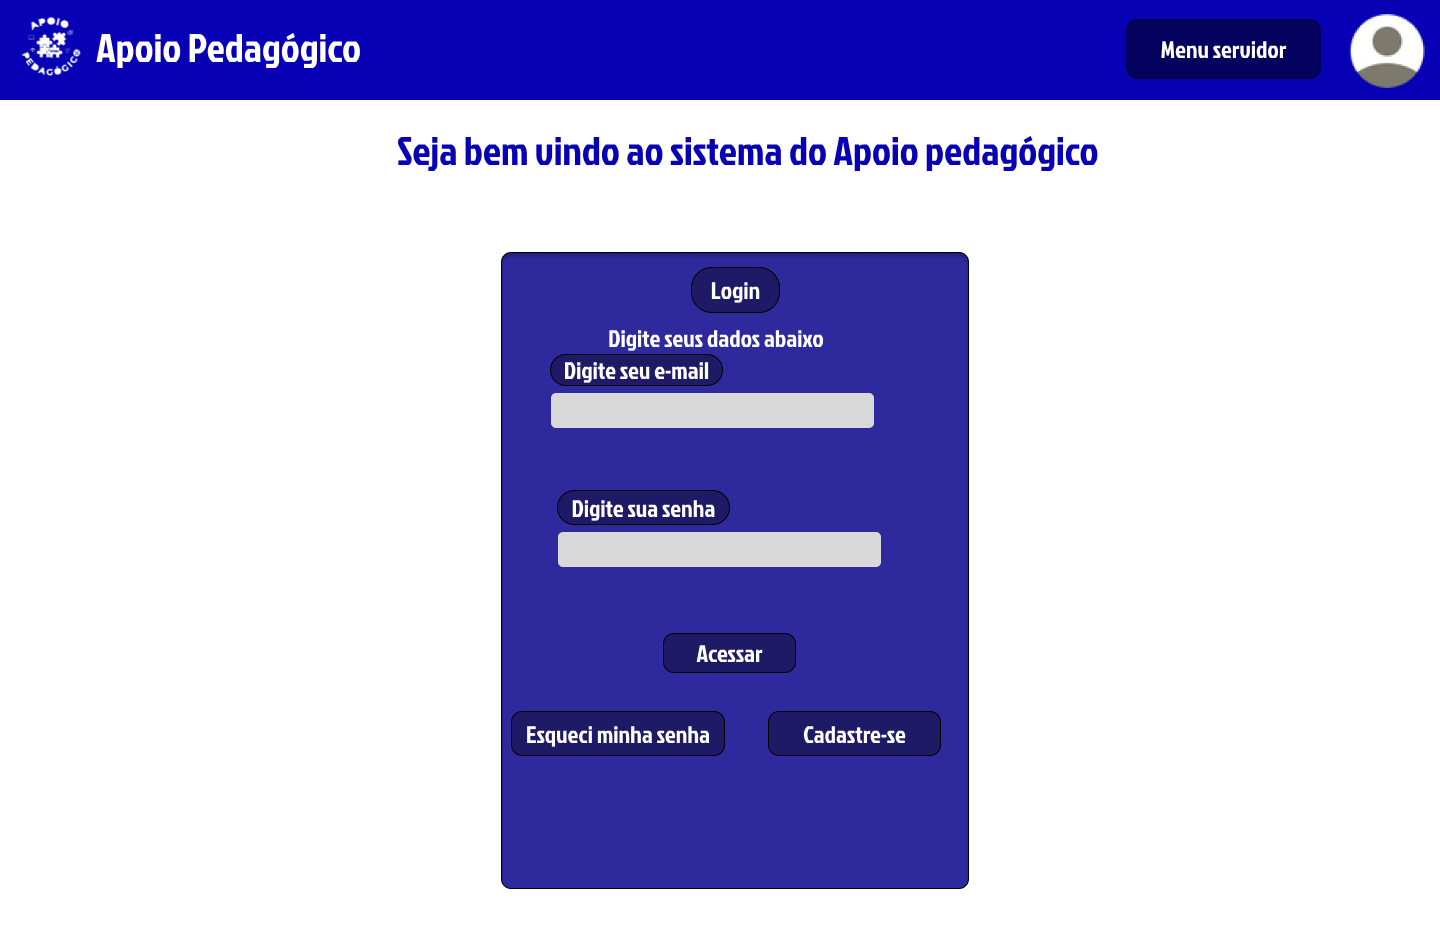 APOIO
PEDAGÓGICO
Apoio Pedagógico
Menu servidor
Seja bem vindo ao sistema do Apoio pedagógico
Login
Digite seus dados abaixo
Digite seu e-mail
Digite sua senha
Acessar
Esqueci minha senha
Cadastre-se